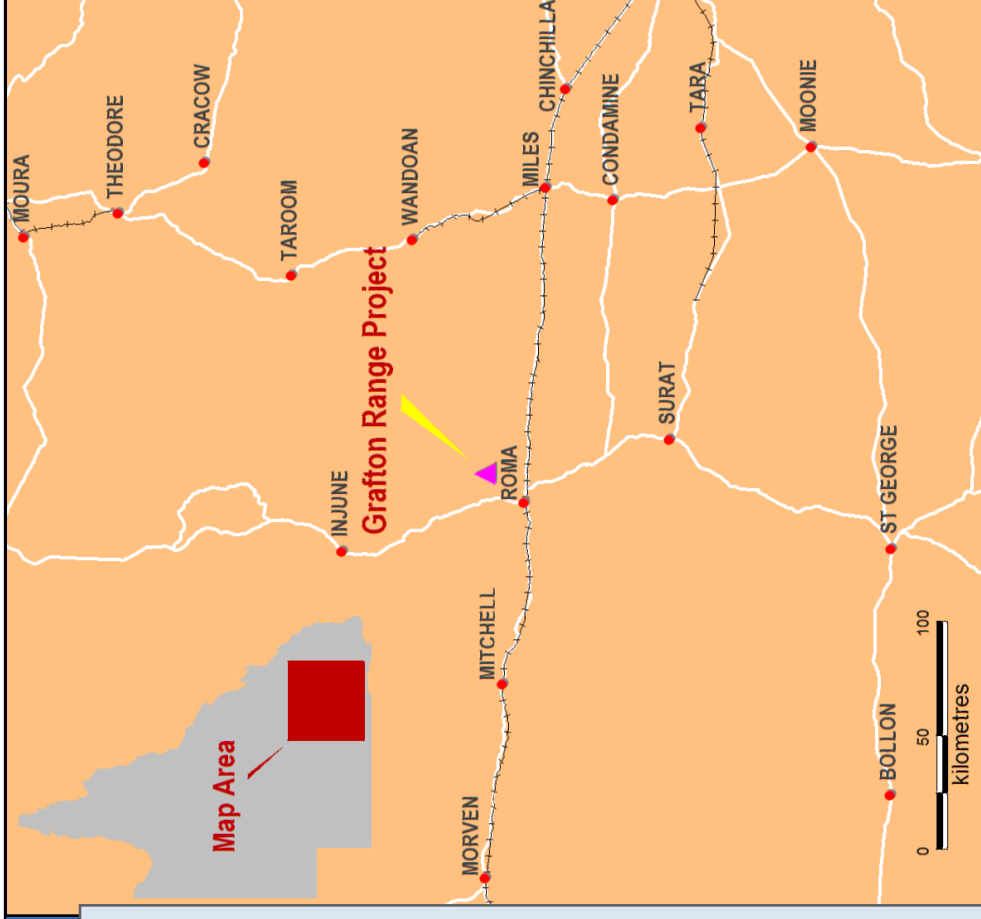 MOURA
THEODORE
CRACOW
TAROOM
WANDOAN
MILES
CHINCHILLA
CONDAMINE
TARA
MOONIE
Grafton Range Project
INJUNE
ROMA
SURAT
ST GEORGE
MITCHELL
MORVEN
BOLLON
Map Area
0 50 100
kilometres